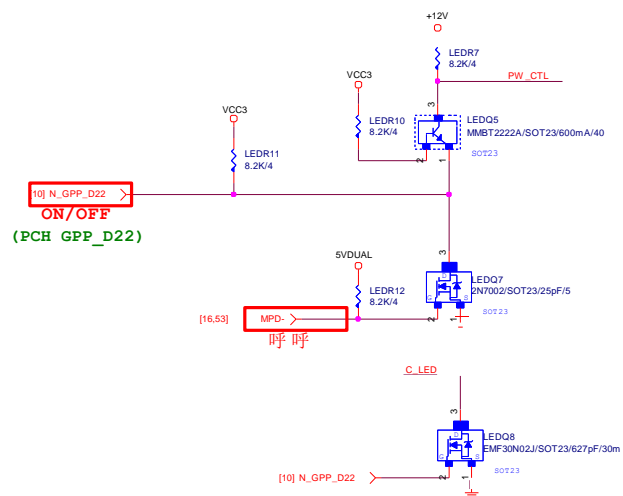 +12V
LEDR7
8.2K/4
PW_CTL
VCC3
3
LEDR10
8.2K/4
LEDQ5
MMBT2222A/SOT23/600mA/40
SOT23
2
1
VCC3
LEDR11
8.2K/4
[10] N_GPP_D22
ON/OFF
(PCH GPP_D22)
3
5VDUAL
LEDR12
8.2K/4
LEDQ7
2N7002/SOT23/25pF/5
D
G
S
SOT23
2
1
[16,53]
MPD-
呼呼
C_LED
3
LEDQ8
EMF30N02J/SOT23/627pF/30m
D
G
S
SOT23
2
1
[10] N_GPP_D22